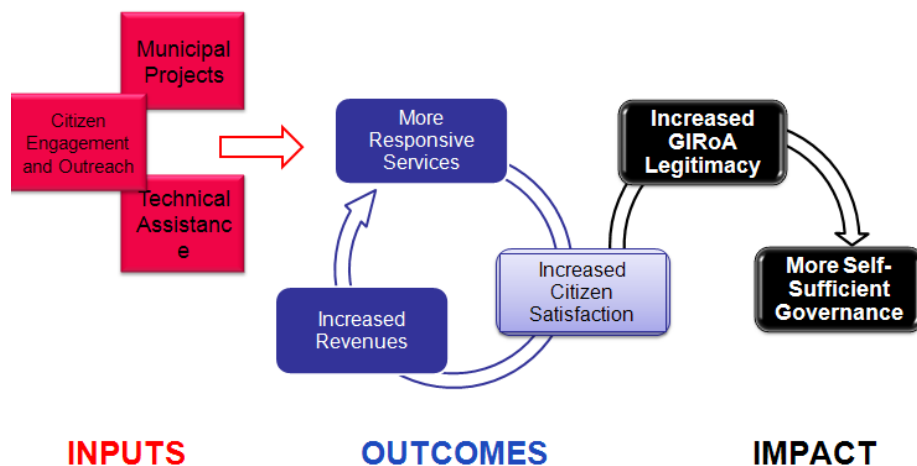 Municipal
Projects
Citizen
Engagement
and Outreach
Technical
Assistanc
e
More
Responsive
Services
Increased
Citizen
Satisfaction
Increased
Revenues
Increased
GIRoA
Legitimacy
More Self-
Sufficient
Governance
INPUTS
OUTCOMES
IMPACT